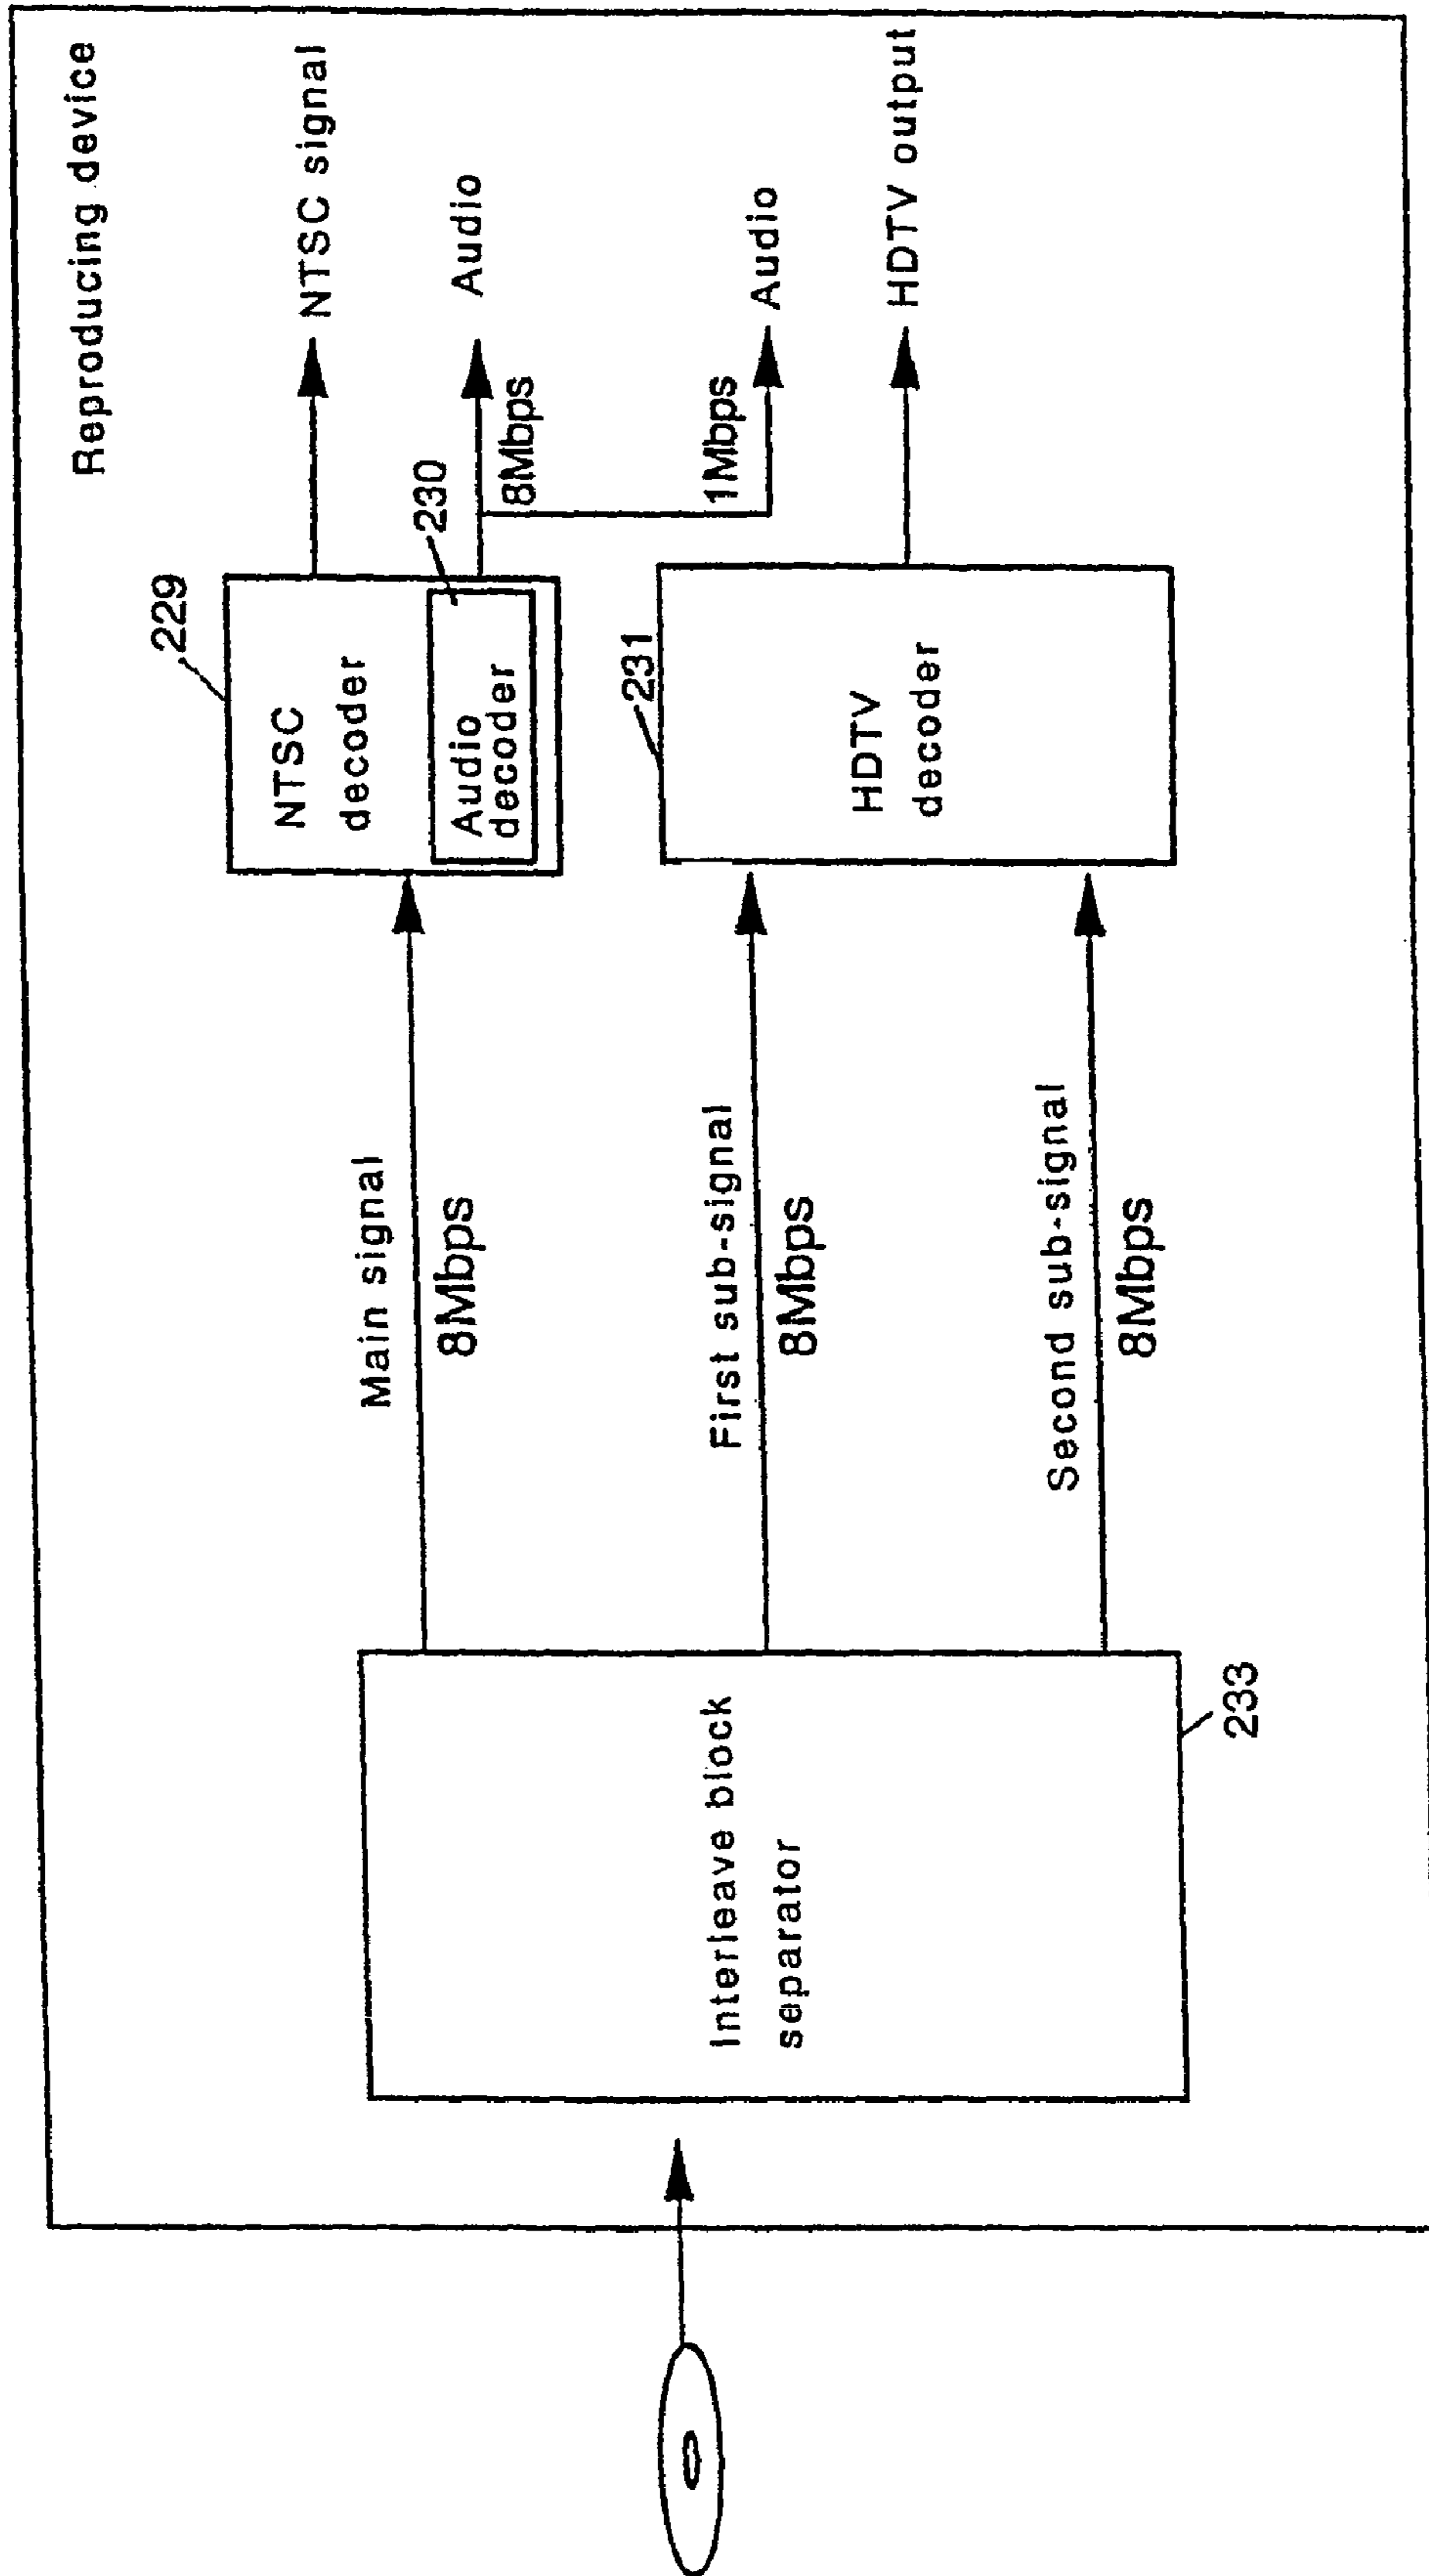 Reproducing device
Interleave block
separator
233
Main signal
8Mbps
First sub-signal
8Mbps
Second sub-signal
8Mbps
229
NTSC
decoder
Audio
decoder
230
231
HDTV
decoder
NTSC signal
Audio
8Mbps
1Mbps
Audio
HDTV output